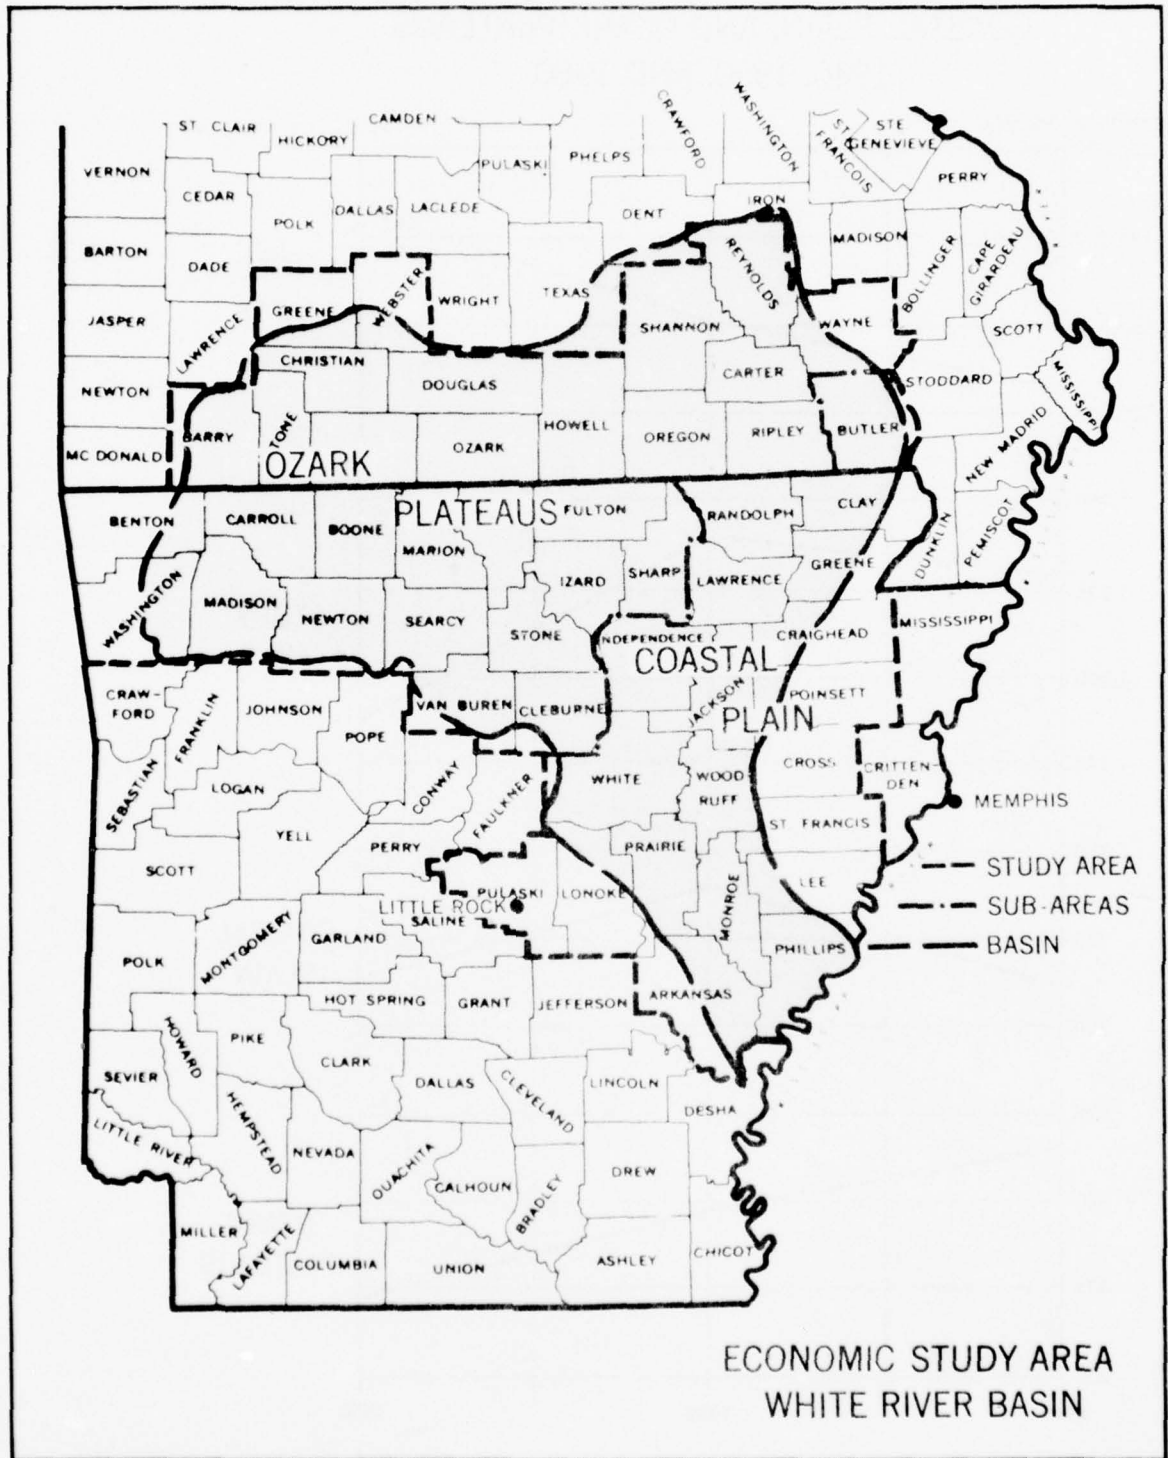 ST CLAIR
HICKORY
CAMDEN
PULASKI
PHELPS
CRAWFORD
WASHINGTON
ST FRANCOIS
STE GENEVIEVE
PERRY
VERNON
CEDAR
POLK
DALLAS
LACLEDE
DENT
IRON
MADISON
BOLLINGER
CAPE GIRARDEAU
BARTON
DADE
GREENE
WEBSTER
WRIGHT
TEXAS
REYNOLDS
SHANNON
WAYNE
SCOTT
JASPER
LAWRENCE
CHRISTIAN
DOUGLAS
CARTER
STODDARD
MISSISSIPPI
NEWTON
BARRY
TONE
OZARK
HOWELL
OREGON
RIPLEY
BUTLER
NEW MADRID
MC DONALD
OZARK
PLATEAUS
BENTON
CARROLL
BOONE
MARION
FULTON
RANDOLPH
CLAY
DUNKLIN
PEMISCOT
WASHINGTON
MADISON
NEWTON
SEARCY
STONE
IZARD
SHARP
LAWRENCE
GREENE
INDEPENDENCE
CRAIGHEAD
MISSISSIPPI
COASTAL
PLAIN
CRAW-
FORD
FRANKLIN
JOHNSON
POPE
VAN BUREN
CLEBURNE
JACKSON
POINSETT
SEBASTIAN
LOGAN
CONWAY
FAULKNER
WHITE
WOOD
RUFF
CROSS
CRITTEN-
DEN
MEMPHIS
YELL
PERRY
PRAIRIE
ST FRANCIS
SCOTT
PULASKI
LONOKE
MONROE
LEE
STUDY AREA
LITTLE ROCK
SALINE
SUB-AREAS
POLK
MONTGOMERY
GARLAND
PHILLIPS
BASIN
HOT SPRING
GRANT
JEFFERSON
ARKANSAS
HOWARD
PIKE
CLARK
DALLAS
CLEVELAND
LINCOLN
DESHA
SEVIER
HEMPSTEAD
LITTLE RIVER
NEVADA
OUACHITA
CALHOUN
BRADLEY
DREW
MILLER
LAFAYETTE
COLUMBIA
UNION
ASHLEY
CHICOT
ECONOMIC STUDY AREA
WHITE RIVER BASIN